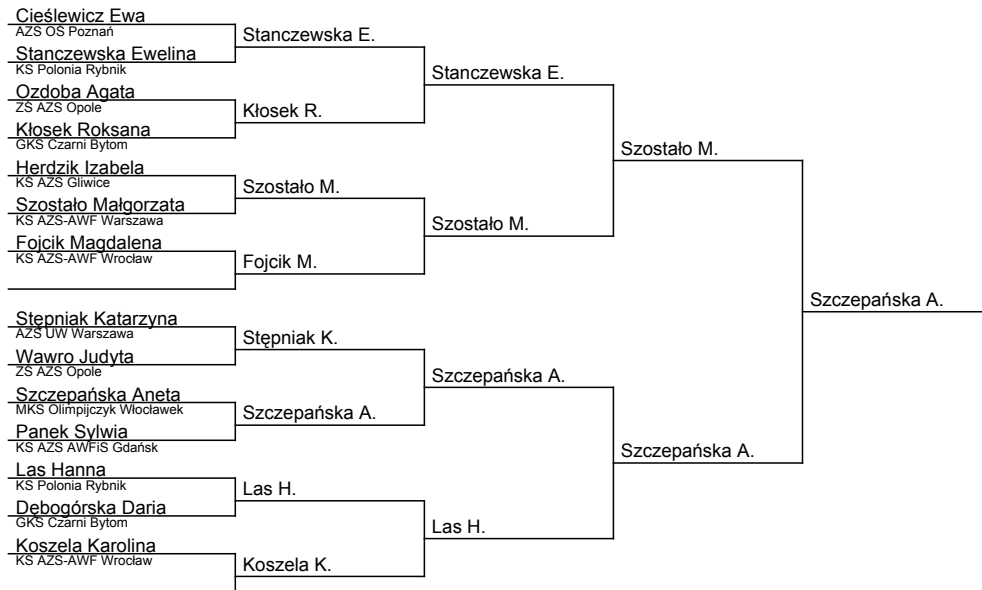 Cieślewicz Ewa
AZS OŚ Poznań
Stanczewska Ewelina
KS Polonia Rybnik
Ozdoba Agata
ZŚ AZS Opole
Kłosek Roksana
GKS Czarni Bytom
Herdzik Izabela
KŚ AZS Gliwice
Szostało Małgorzata
KS AZS-AWF Warszawa
Fojcik Magdalena
KS AZS-AWF Wrocław
Stępniak Katarzyna
AZS UW Warszawa
Wawro Judyta
ZŚ AZS Opole
Szczepańska Aneta
MKS Olimpijczyk Włocławek
Panek Sylwia
KS AZS AWFiS Gdańsk
Las Hanna
KS Polonia Rybnik
Dębogórska Daria
GKS Czarni Bytom
Koszela Karolina
KS AZS-AWF Wrocław
Stanczewska E.
Kłosek R.
Szostało M.
Fojcik M.
Stępniak K.
Szczepańska A.
Las H.
Koszela K.
Stanczewska E.
Szostało M.
Szczepańska A.
Las H.
Szostało M.
Szczepańska A.
Szczepańska A.